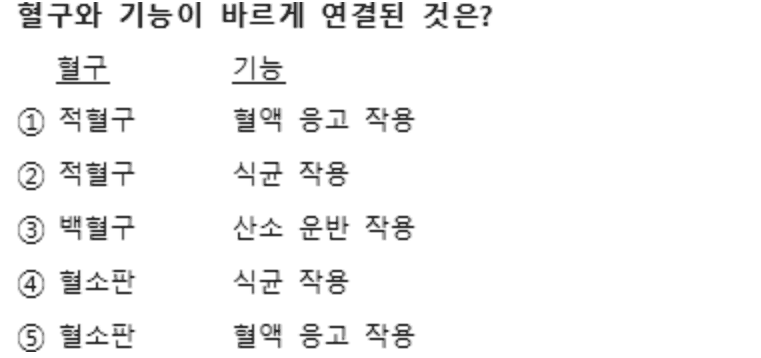 혈구와 기능이 바르게 연결된 것은?
혈구 기능
① 적혈구 혈액 응고 작용
② 적혈구 식균 작용
③ 백혈구 산소 운반 작용
④ 혈소판 식균 작용
⑤ 혈소판 혈액 응고 작용